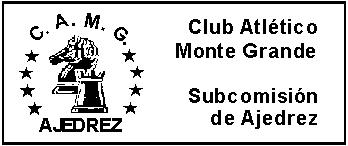 C. A. M. G.
AJEDREZ
Club Atlético
Monte Grande
Subcomisión
de Ajedrez